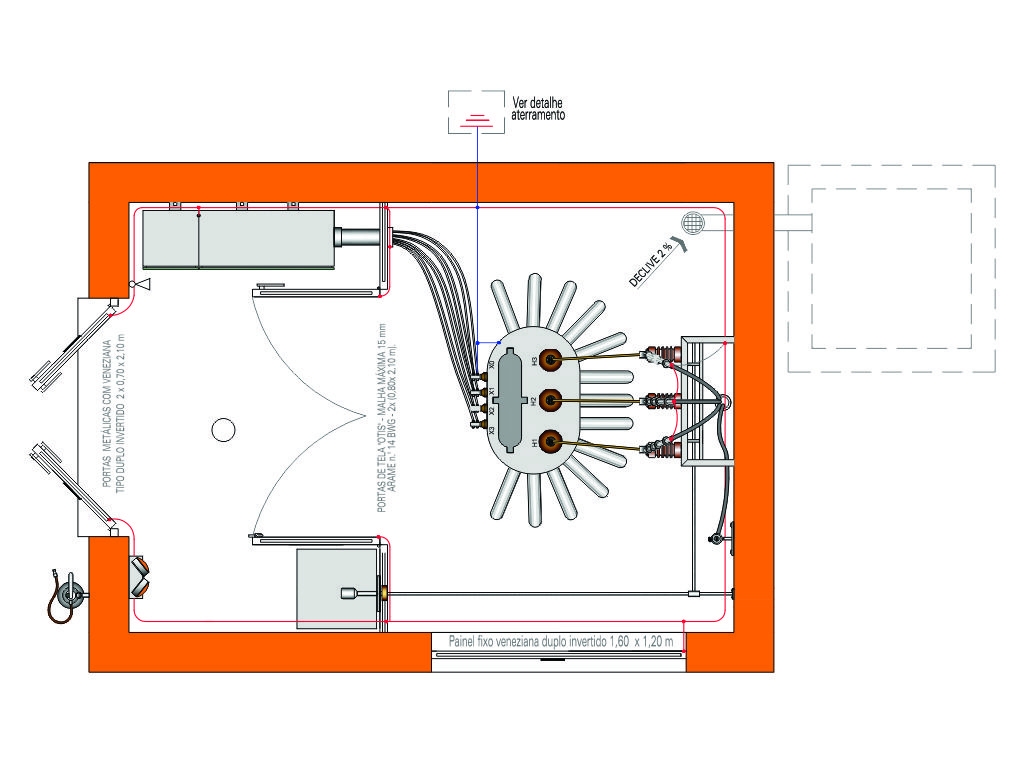 Ver detalhe
aterramento
DECLIVE 2 %
PORTAS METÁLICAS COM VENEZIANA
TIPO DUPLO INVERTIDO 2 x 0,70 x 2,10 m
PORTAS DE TELA "OTIS" - MALHA MÁXIMA 15 mm
ARAME n.° 14 BWG - 2x (0,80x 2,10 m).
X0
X1
X2
X3
H3
H2
H1
Painel fixo veneziana duplo invertido 1,60 x 1,20 m